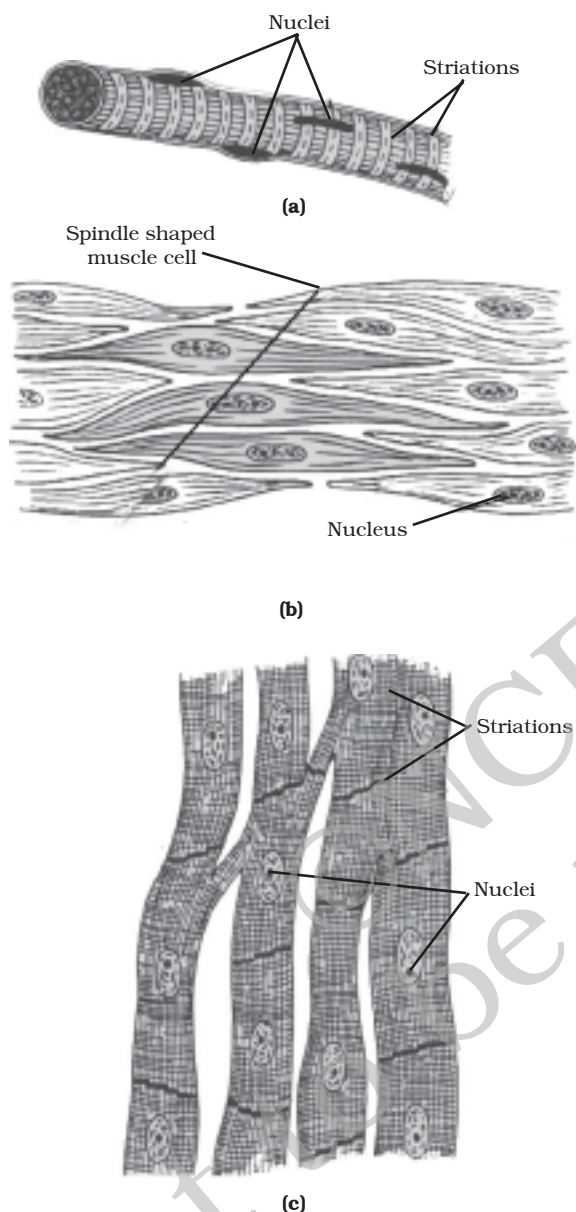 Nuclei
Striations
(a)
Spindle shaped
muscle cell
Nucleus
(b)
Striations
Nuclei
(c)